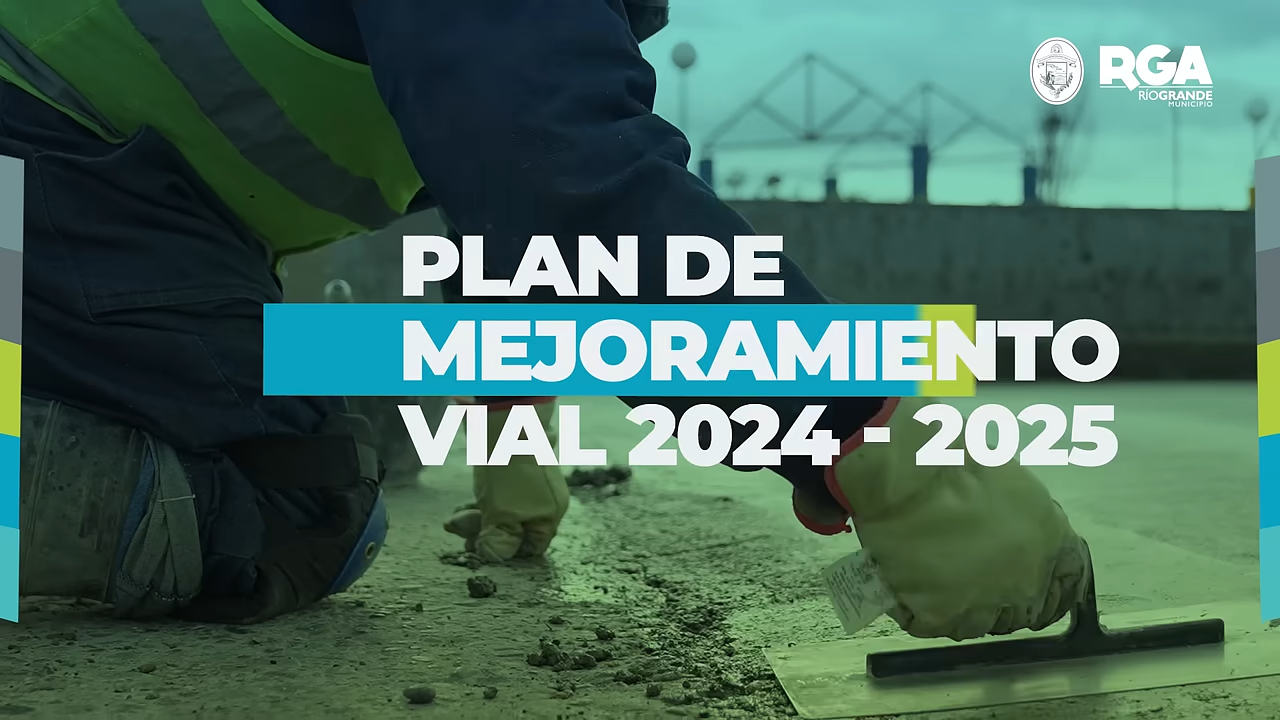 RGA
RÍOGRANDE
MUNICIPIO
PLAN DE
MEJORAMIENTO
VIAL 2024 - 2025